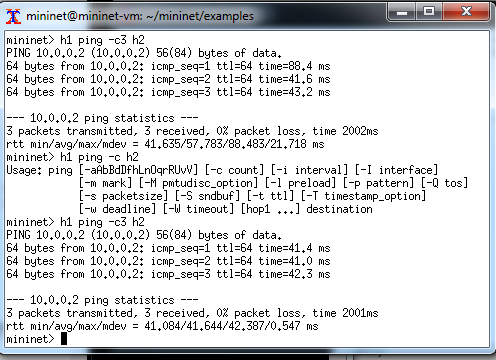 mininet@mininet-vm: ~/mininet/examples
mininet> h1 ping -c3 h2
PING 10.0.0.2 (10.0.0.2) 56(84) bytes of data.
64 bytes from 10.0.0.2: icmp_seq=1 ttl=64 time=88.4 ms
64 bytes from 10.0.0.2: icmp_seq=2 ttl=64 time=41.6 ms
64 bytes from 10.0.0.2: icmp_seq=3 ttl=64 time=43.2 ms
--- 10.0.0.2 ping statistics ---
3 packets transmitted, 3 received, 0% packet loss, time 2002ms
rtt min/avg/max/mdev = 41.635/57.783/88.483/21.718 ms
mininet> h1 ping -c h2
Usage: ping [-aAbBdDfhLnOqrRUvV] [-c count] [-i interval] [-I interface]
[-m mark] [-M pmtudisc_option] [-l preload] [-p pattern] [-Q tos]
[-s packetsize] [-S sndbuf] [-t ttl] [-T timestamp_option]
[-w deadline] [-W timeout] [hop1 ...] destination
mininet> h1 ping -c3 h2
PING 10.0.0.2 (10.0.0.2) 56(84) bytes of data.
64 bytes from 10.0.0.2: icmp_seq=1 ttl=64 time=41.4 ms
64 bytes from 10.0.0.2: icmp_seq=2 ttl=64 time=41.0 ms
64 bytes from 10.0.0.2: icmp_seq=3 ttl=64 time=42.3 ms
--- 10.0.0.2 ping statistics ---
3 packets transmitted, 3 received, 0% packet loss, time 2001ms
rtt min/avg/max/mdev = 41.084/41.644/42.387/0.547 ms
mininet>